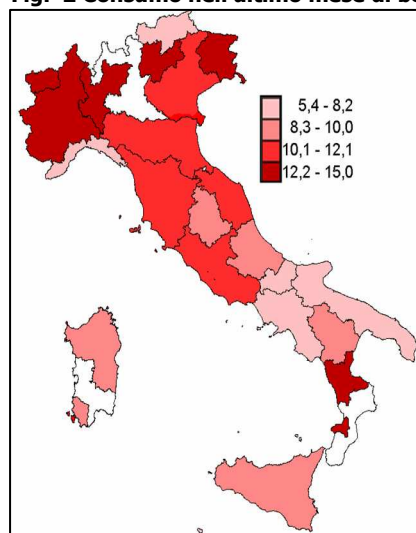 Fig. 2 Consumo nell'ultimo mese di
5,4 - 8,2
8,3 - 10,0
10,1 - 12,1
12,2 - 15,0